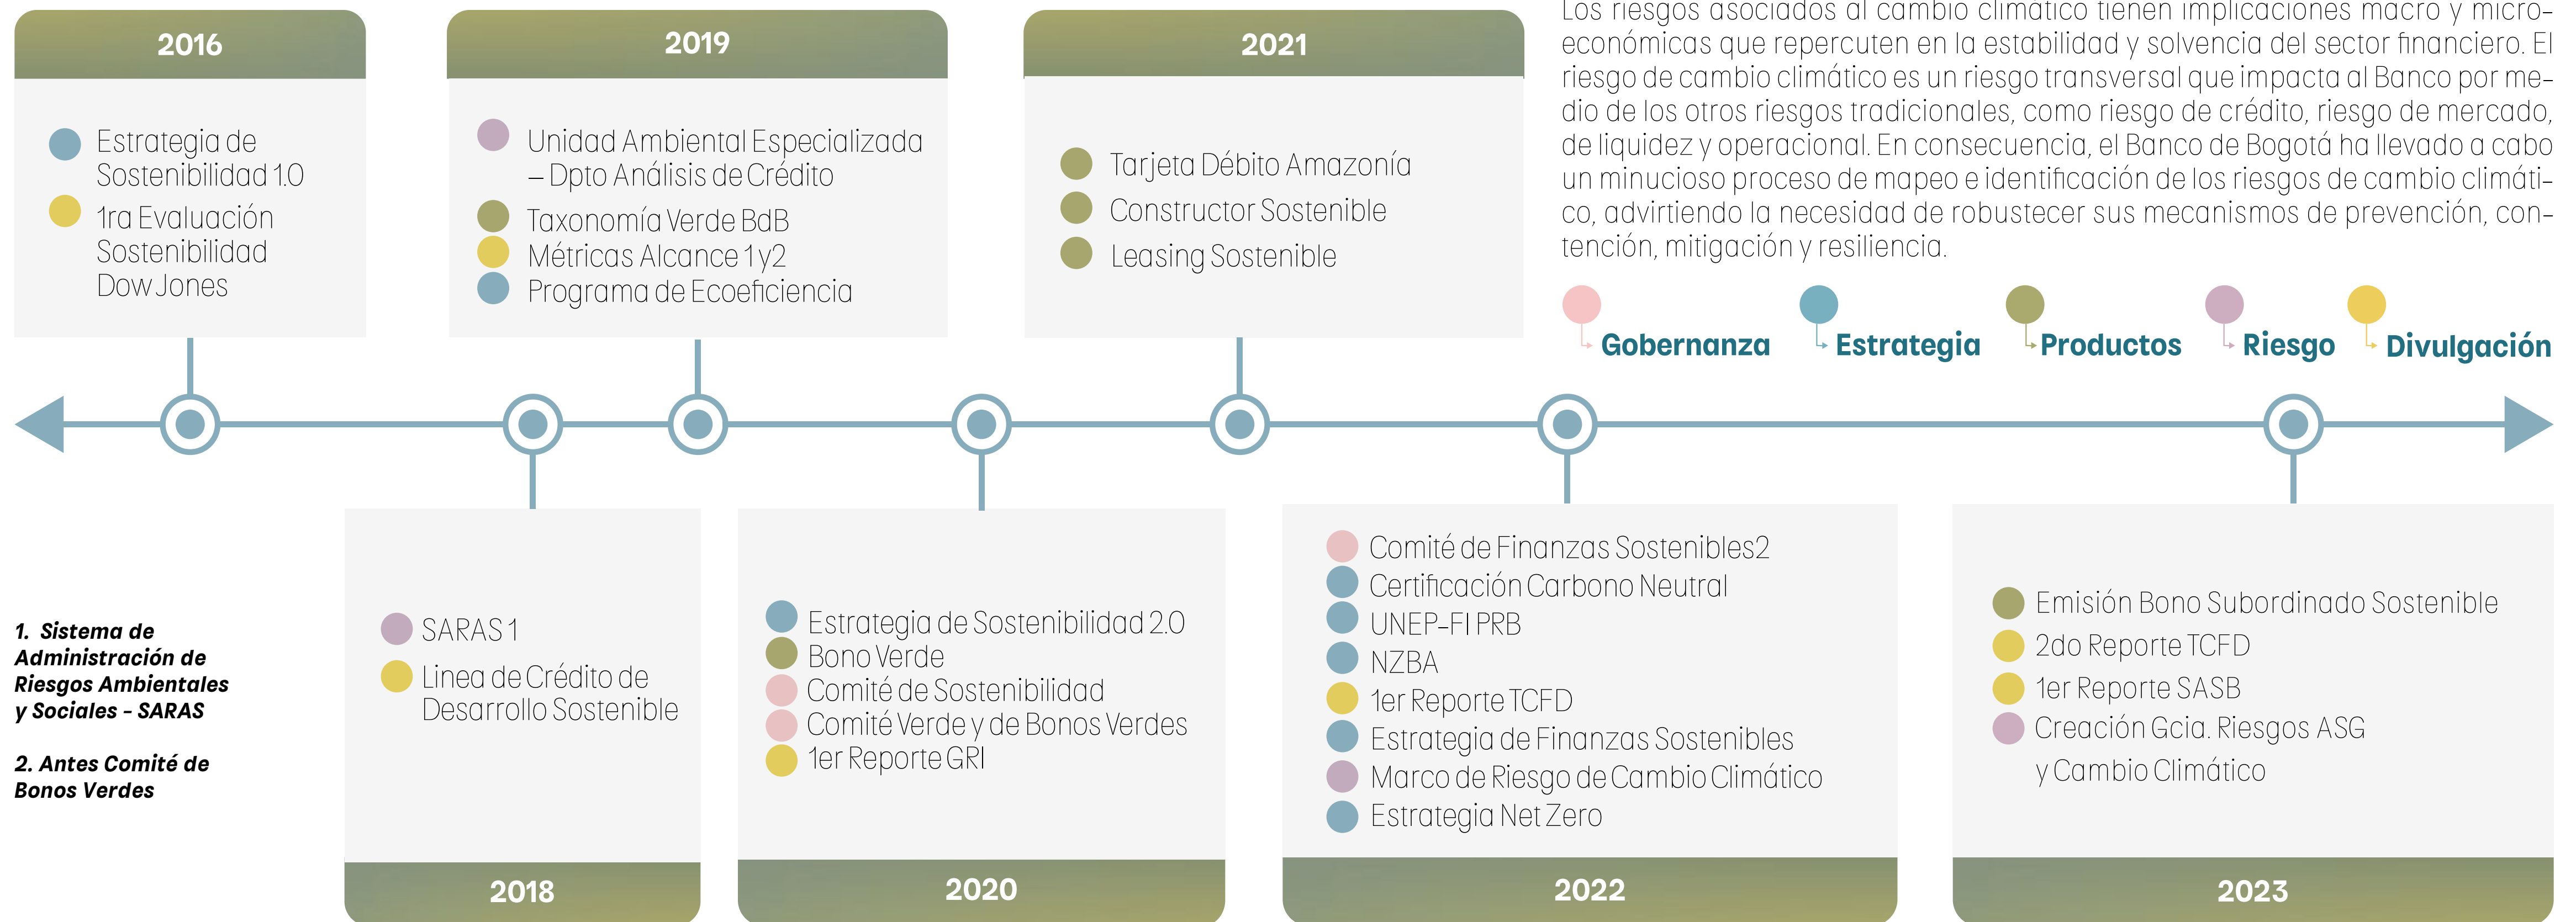 2016
Estrategia de
Sostenibilidad 1.0
1ra Evaluación
Sostenibilidad
Dow Jones
2019
Unidad Ambiental Especializada
– Dpto Análisis de Crédito
Taxonomía Verde BdB
Métricas Alcance 1 y2
Programa de Ecoeficiencia
2021
Tarjeta Débito Amazonía
Constructor Sostenible
Leasing Sostenible
Los riesgos asociados al cambio climático tienen implicaciones macro y micro-
económicas que repercuten en la estabilidad y solvencia del sector financiero. El
riesgo de cambio climático es un riesgo transversal que impacta al Banco por me-
dio de los otros riesgos tradicionales, como riesgo de crédito, riesgo de mercado,
de liquidez y operacional. En consecuencia, el Banco de Bogotá ha llevado a cabo
un minucioso proceso de mapeo e identificación de los riesgos de cambio climáti-
co, advirtiendo la necesidad de robustecer sus mecanismos de prevención, con-
tención, mitigación y resiliencia.
Gobernanza
Estrategia
Productos
Riesgo
Divulgación
1. Sistema de
Administración de
Riesgos Ambientales
y Sociales - SARAS
2. Antes Comité de
Bonos Verdes
SARAS 1
Linea de Crédito de
Desarrollo Sostenible
2018
Estrategia de Sostenibilidad 2.0
Bono Verde
Comité de Sostenibilidad
Comité Verde y de Bonos Verdes
1er Reporte GRI
2020
Comité de Finanzas Sostenibles2
Certificación Carbono Neutral
UNEP-FI PRB
NZBA
1er Reporte TCFD
Estrategia de Finanzas Sostenibles
Marco de Riesgo de Cambio Climático
Estrategia Net Zero
2022
Emisión Bono Subordinado Sostenible
2do Reporte TCFD
1er Reporte SASB
Creación Gcia. Riesgos ASG
y Cambio Climático
2023